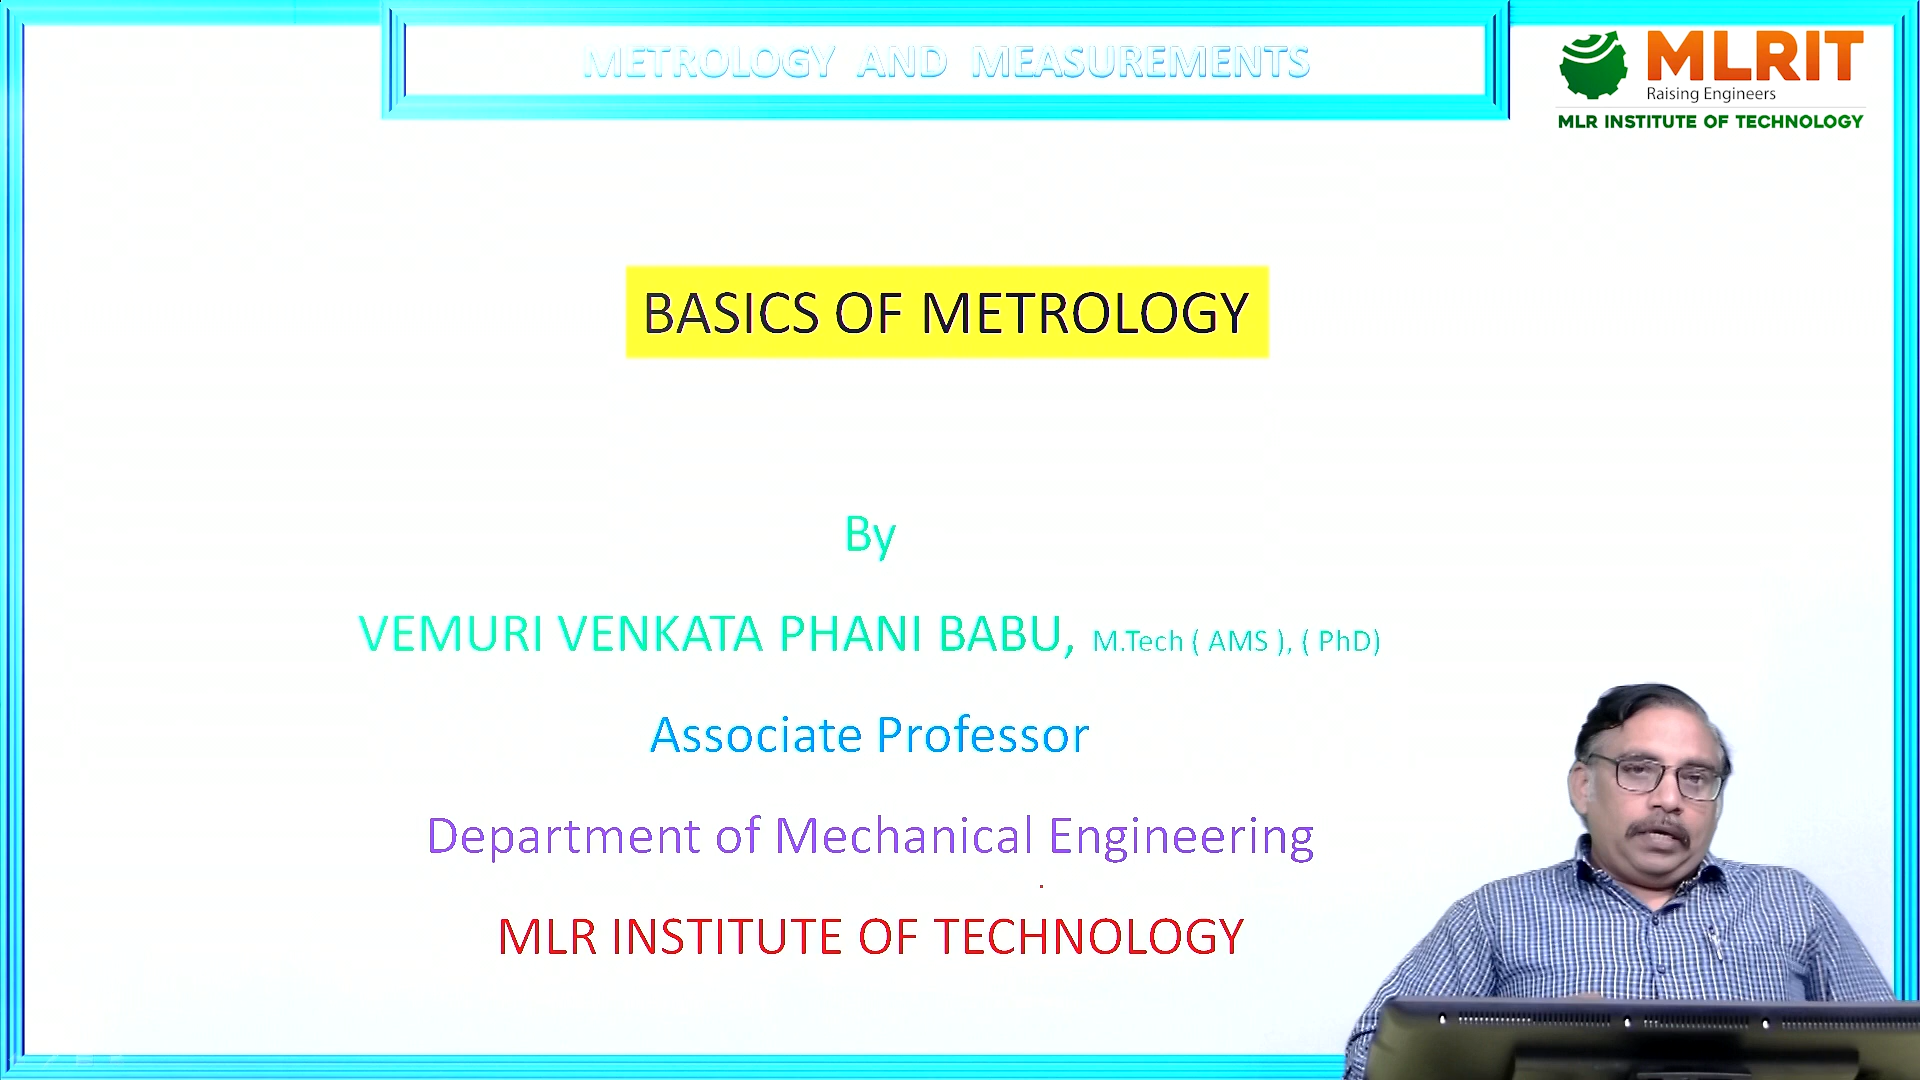 METROLOGY AND MEASUREMENTS
MLRIT
Raising Engineers
MLR INSTITUTE OF TECHNOLOGY
BASICS OF METROLOGY
By
VEMURI VENKATA PHANI BABU, M.Tech ( AMS ), ( PhD)
Associate Professor
Department of Mechanical Engineering
MLR INSTITUTE OF TECHNOLOGY